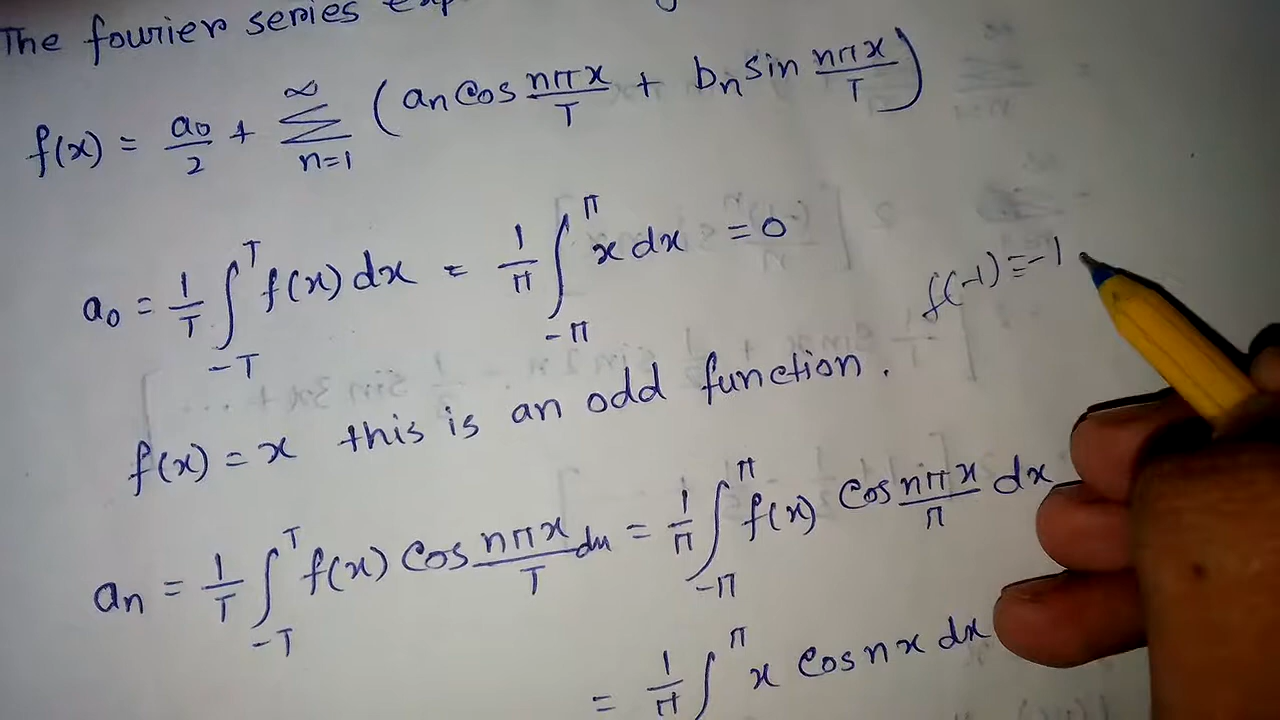 The fourier series
f(x) = a₀/2 + ∑_{n=1}^{∞} (an Cos nπx/T + bn sin nπx/T)
a₀ = 1/T ∫_{-T}^{T} f(x) dx = 1/π ∫_{-π}^{π} x dx = 0
f(-1) = -1
f(x) = x this is an odd function.
an = 1/T ∫_{-T}^{T} f(x) Cos nπx/T dx = 1/π ∫_{-π}^{π} f(x) Cos nπx/π dx
= 1/π ∫^{π} x Cos nx dx